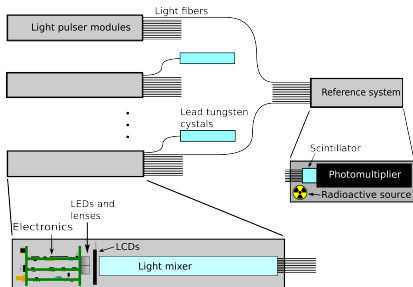 Light fibers
Light pulser modules
Reference system
Lead tungsten
cystals
Scintillator
Photomultiplier
Radioactive source
LEDs and
lenses
Electronics
LCDs
Light mixer